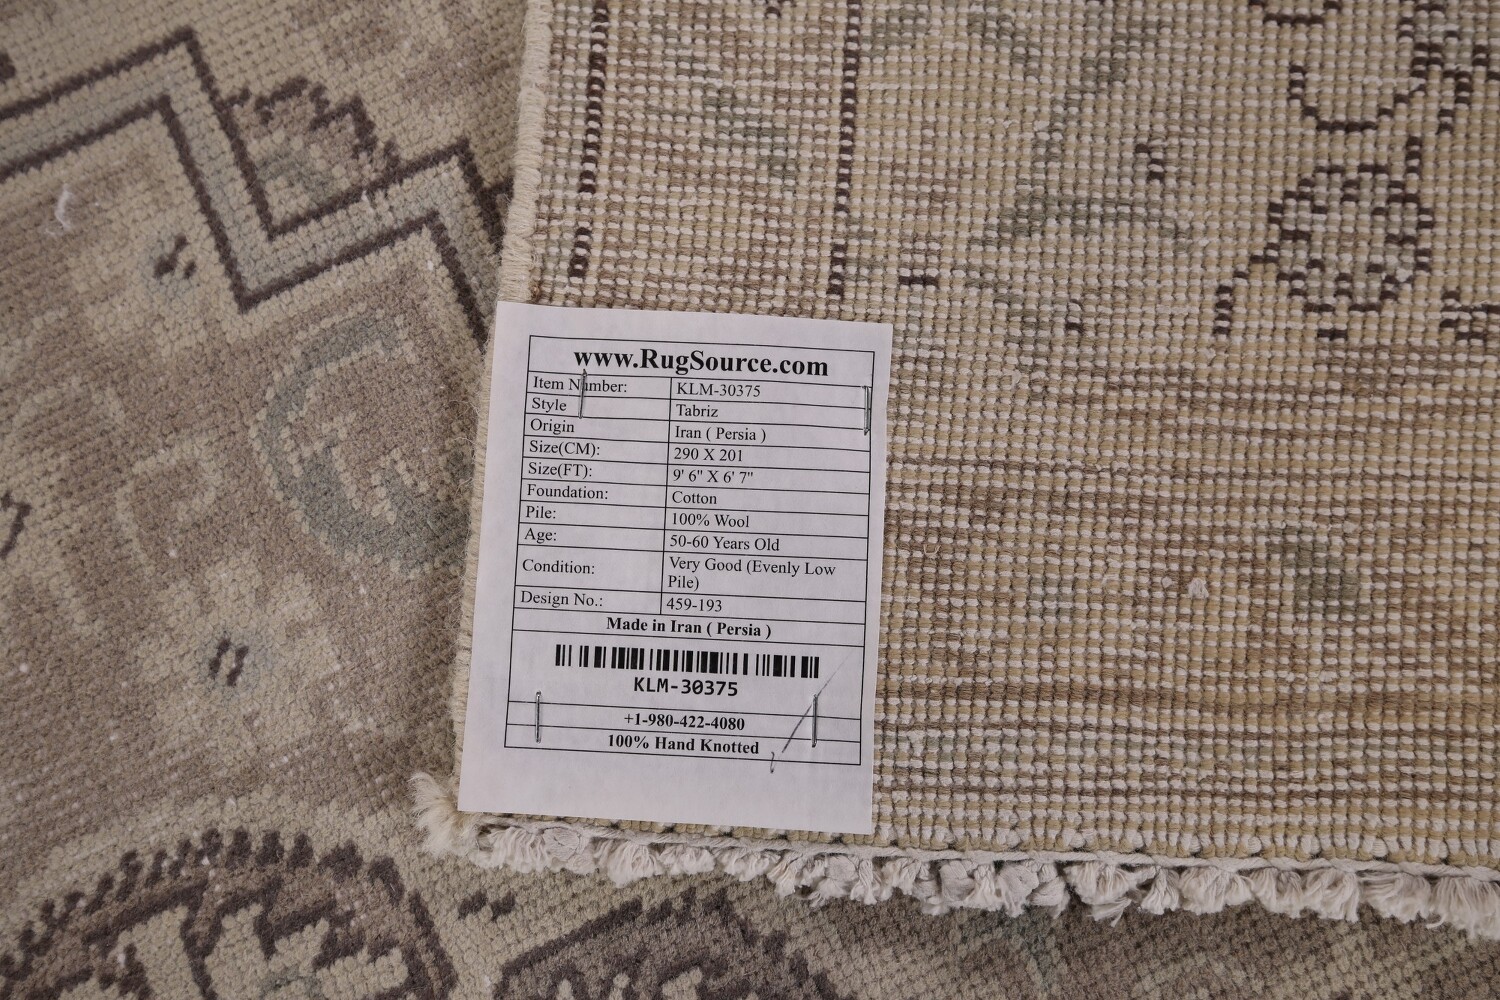 www.RugSource.com
Item Number: KLM-30375
Style Tabriz
Origin Iran ( Persia )
Size(CM): 290 X 201
Size(FT): 9' 6" X 6' 7"
Foundation: Cotton
Pile: 100% Wool
Age: 50-60 Years Old
Condition: Very Good (Evenly Low
Pile)
Design No.: 459-193
Made in Iran ( Persia )
KLM-30375
+1-980-422-4080
100% Hand Knotted